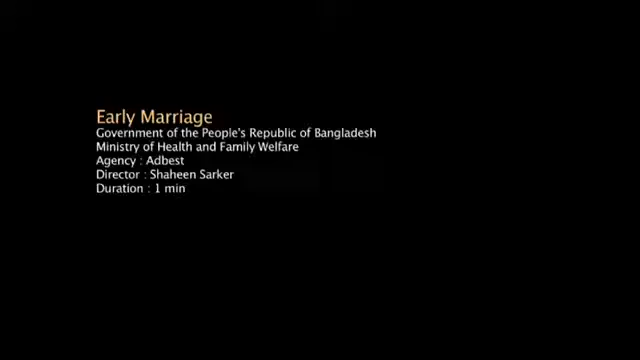 Early Marriage
Government of the People's Republic of Bangladesh
Ministry of Health and Family Welfare
Agency : Adbest
Director : Shaheen Sarker
Duration : 1 min